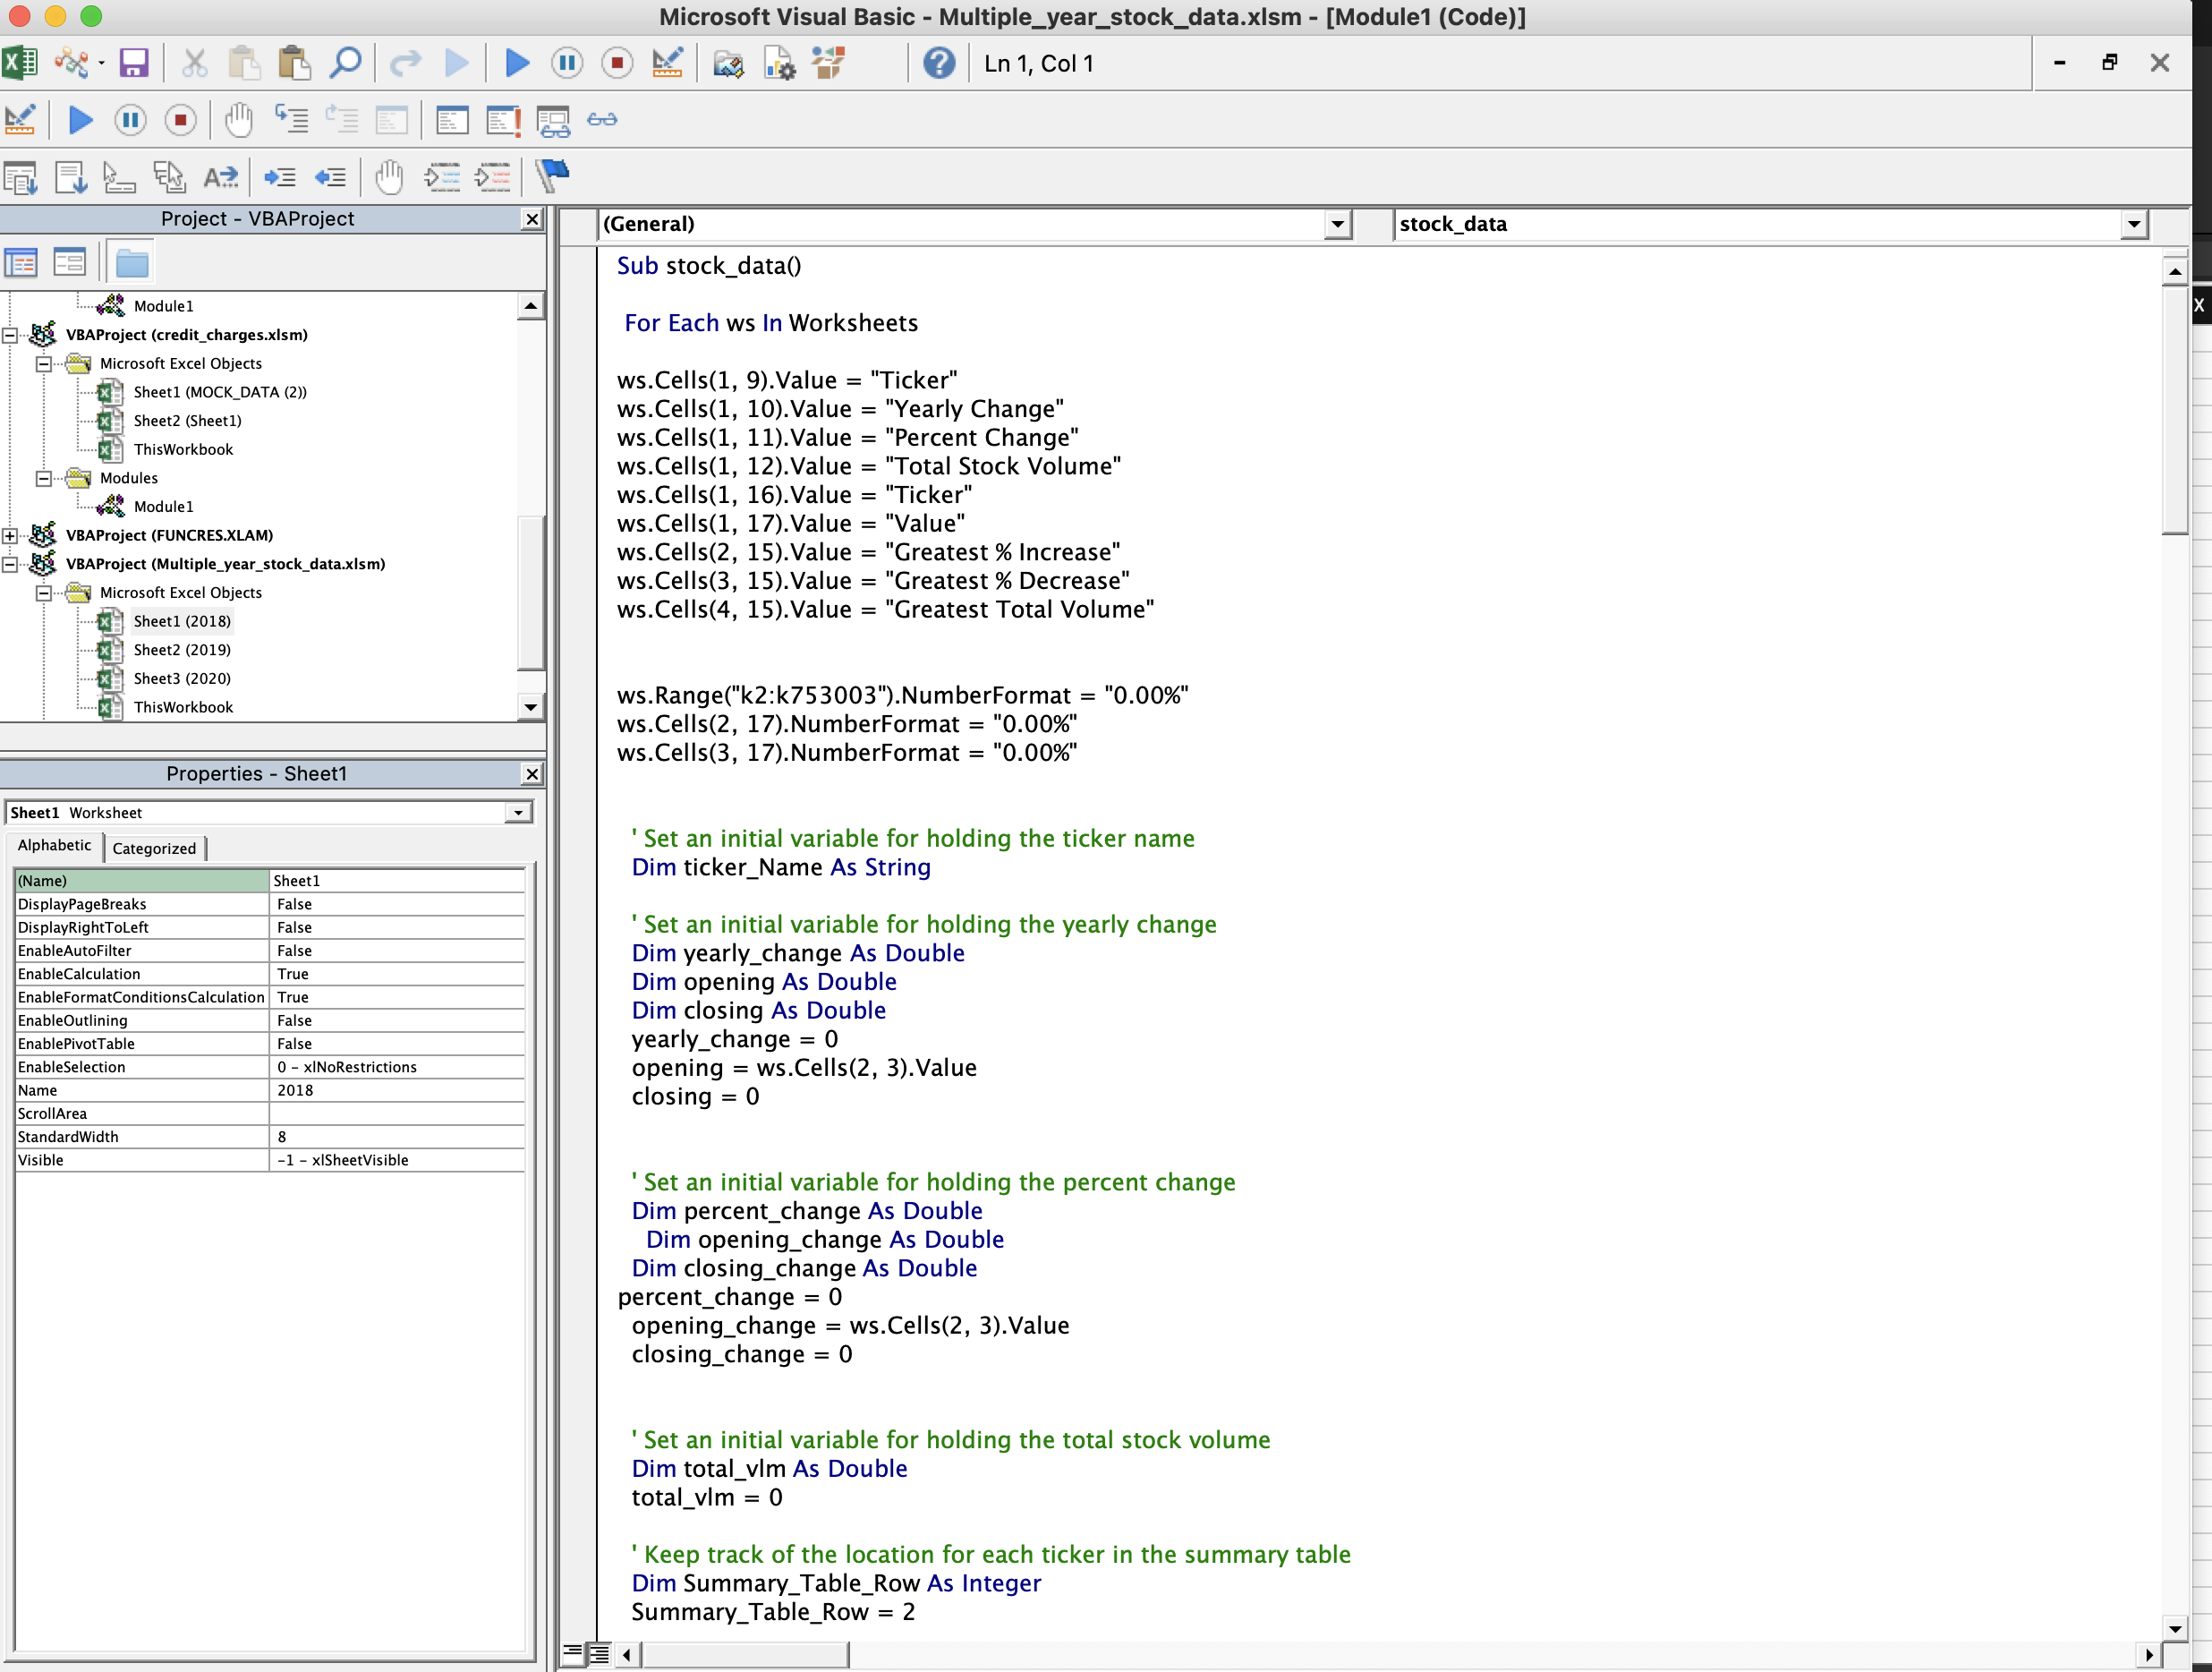 Microsoft Visual Basic - Multiple_year_stock_data.xlsm - [Module1 (Code)]
Ln 1, Col 1
Project - VBAProject
Module1
VBAProject (credit_charges.xlsm)
Microsoft Excel Objects
Sheet1 (MOCK_DATA (2))
Sheet2 (Sheet1)
ThisWorkbook
Modules
Module1
VBAProject (FUNCRES.XLAM)
VBAProject (Multiple_year_stock_data.xlsm)
Microsoft Excel Objects
Sheet1 (2018)
Sheet2 (2019)
Sheet3 (2020)
ThisWorkbook
Properties - Sheet1
Sheet1 Worksheet
Alphabetic Categorized
(Name) Sheet1
DisplayPageBreaks False
DisplayRightToLeft False
EnableAutoFilter False
EnableCalculation True
EnableFormatConditionsCalculation True
EnableOutlining False
EnablePivotTable False
EnableSelection 0 - xlNoRestrictions
Name 2018
ScrollArea
StandardWidth 8
Visible -1 - xlSheetVisible
(General) stock_data
Sub stock_data()
For Each ws In Worksheets
ws.Cells(1, 9).Value = "Ticker"
ws.Cells(1, 10).Value = "Yearly Change"
ws.Cells(1, 11).Value = "Percent Change"
ws.Cells(1, 12).Value = "Total Stock Volume"
ws.Cells(1, 16).Value = "Ticker"
ws.Cells(1, 17).Value = "Value"
ws.Cells(2, 15).Value = "Greatest % Increase"
ws.Cells(3, 15).Value = "Greatest % Decrease"
ws.Cells(4, 15).Value = "Greatest Total Volume"
ws.Range("k2:k753003").NumberFormat = "0.00%"
ws.Cells(2, 17).NumberFormat = "0.00%"
ws.Cells(3, 17).NumberFormat = "0.00%"
' Set an initial variable for holding the ticker name
Dim ticker_Name As String
' Set an initial variable for holding the yearly change
Dim yearly_change As Double
Dim opening As Double
Dim closing As Double
yearly_change = 0
opening = ws.Cells(2, 3).Value
closing = 0
' Set an initial variable for holding the percent change
Dim percent_change As Double
Dim opening_change As Double
Dim closing_change As Double
percent_change = 0
opening_change = ws.Cells(2, 3).Value
closing_change = 0
' Set an initial variable for holding the total stock volume
Dim total_vlm As Double
total_vlm = 0
' Keep track of the location for each ticker in the summary table
Dim Summary_Table_Row As Integer
Summary_Table_Row = 2
X